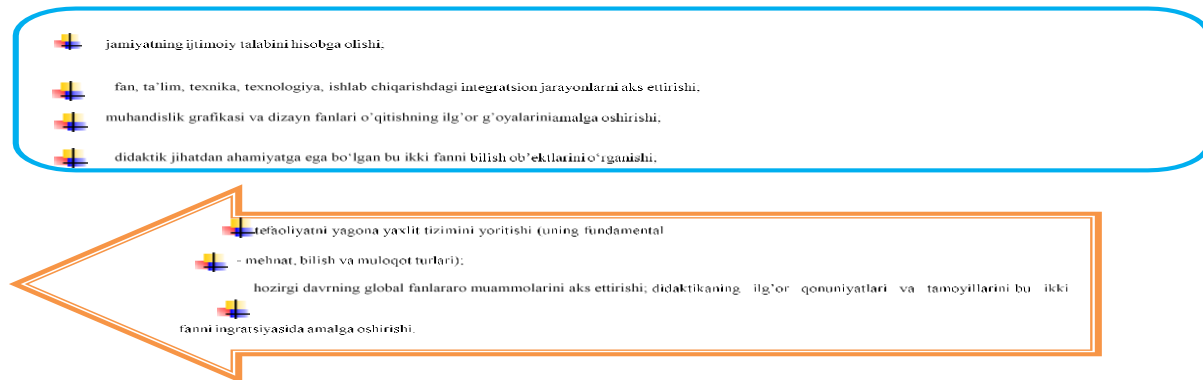 jamiyatning ijtimoiy talabini hisobga olishi;
fan, ta’lim, texnika, texnologiya, ishlab chiqarishdagi integratsion jarayonlarni aks ettirishi,
muhandislik grafikasi va dizayn fanlari o’qitishning ilg’or g’oyalariniamalga oshirishi,
didaktik jihatdan ahamiyatga ega bo‘lgan bu ikki fanni bilish ob’ektlarini o‘rganishi,
tefaoliyatni yagona yaxlit tizimini yoritishi (uning fundamental
- mehnat, bilish va muloqot turlari);
hozirgi davrning global fanlararo muammolarini aks ettirishi; didaktikaning ilg’or qonuniyatlari va tamoyillarini bu ikki
fanni ingratsiyasida amalga oshirishi.